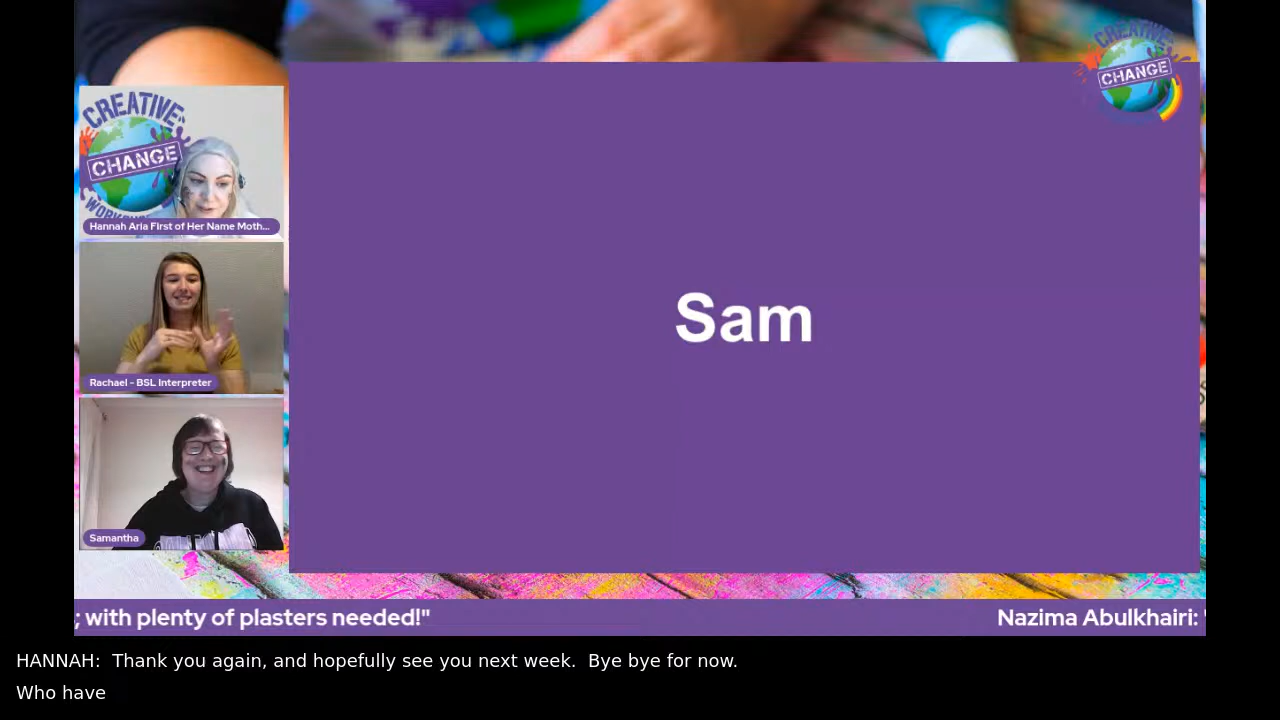 CREATIVE
CHANGE
CREATIVE
CHANGE
Hannah Aria First of Her Name Moth...
Rachael - BSL Interpreter
Sam
Samantha
; with plenty of plasters needed!"
Nazima Abulkhairi: "
HANNAH:  Thank you again, and hopefully see you next week.  Bye bye for now.
Who have